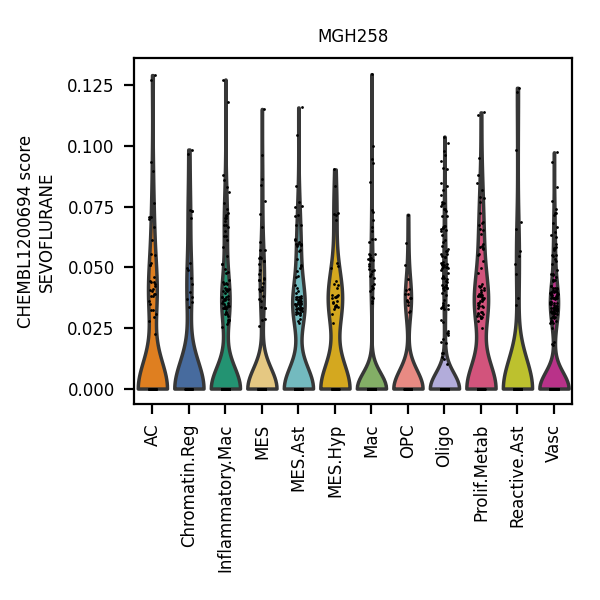 MGH258
CHEMBL1200694 score
SEVOFLURANE
0.125
0.100
0.075
0.050
0.025
0.000
AC
Chromatin.Reg
Inflammatory.Mac
MES
MES.Ast
MES.Hyp
Mac
OPC
Oligo
Prolif.Metab
Reactive.Ast
Vasc